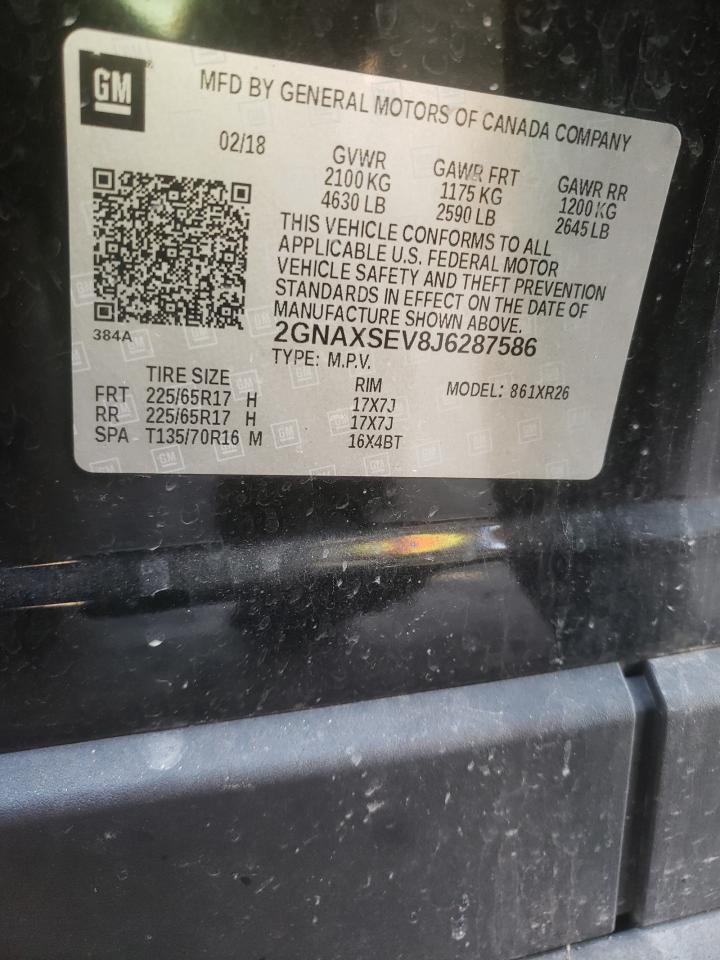 GM
MFD BY GENERAL MOTORS OF CANADA COMPANY
02/18
GVWR
2100 KG
4630 LB
GAWR FRT
1175 KG
2590 LB
GAWR RR
1200 KG
2645 LB
THIS VEHICLE CONFORMS TO ALL
APPLICABLE U.S. FEDERAL MOTOR
VEHICLE SAFETY AND THEFT PREVENTION
STANDARDS IN EFFECT ON THE DATE OF
MANUFACTURE SHOWN ABOVE.
384A
2GNAXSEV8J6287586
TYPE: M.P.V.
MODEL: 861XR26
TIRE SIZE RIM
FRT 225/65R17 H 17X7J
RR 225/65R17 H 17X7J
SPA T135/70R16 M 16X4BT